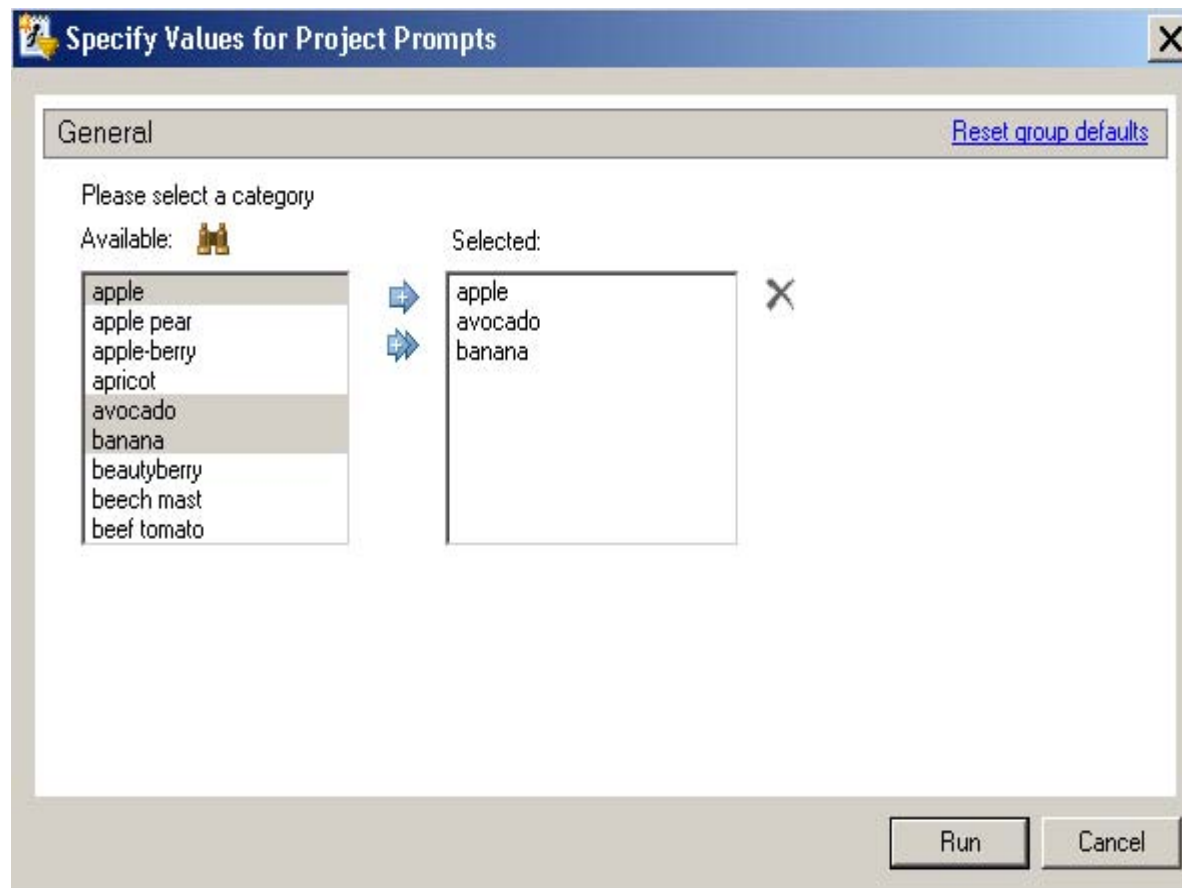 Specify Values for Project Prompts
General
Reset group defaults
Please select a category
Available:
Selected:
apple
apple pear
apple-berry
apricot
avocado
banana
beautyberry
beech mast
beef tomato
apple
avocado
banana
Run
Cancel